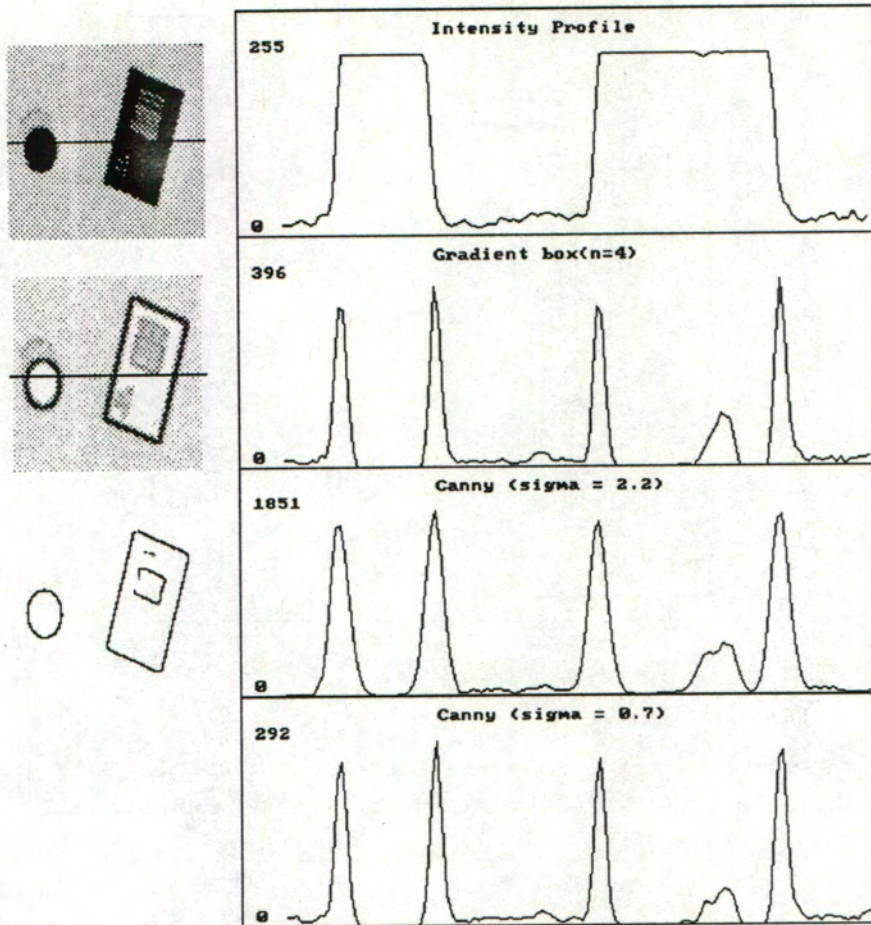 Intensity Profile
255
0
Gradient box(n=4)
396
0
Canny (sigma = 2.2)
1851
0
Canny (sigma = 0.7)
292
0